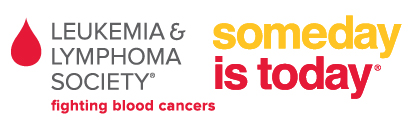 LEUKEMIA &
LYMPHOMA
SOCIETY®
fighting blood cancers
someday
is today®